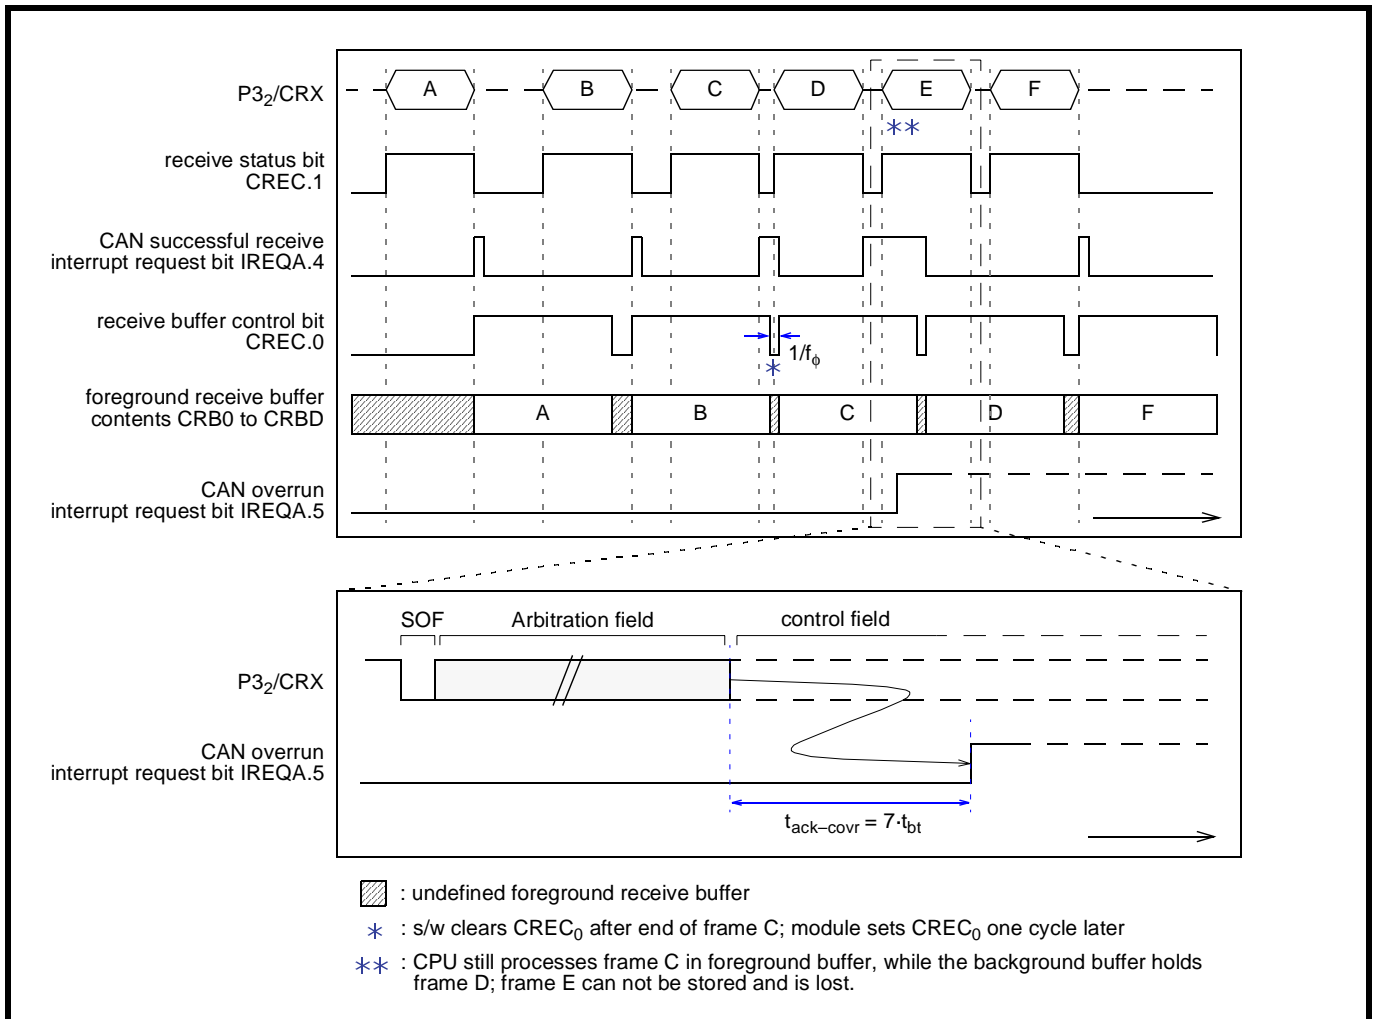 A B C D E F
P3₂/CRX
**
receive status bit
CREC.1
CAN successful receive
interrupt request bit IREQA.4
receive buffer control bit
CREC.0
1/fϕ
*
foreground receive buffer
contents CRB0 to CRBD
A B C D F
CAN overrun
interrupt request bit IREQA.5
SOF Arbitration field control field
P3₂/CRX
CAN overrun
interrupt request bit IREQA.5
tack–covr = 7·tbt
: undefined foreground receive buffer
* : s/w clears CREC₀ after end of frame C; module sets CREC₀ one cycle later
** : CPU still processes frame C in foreground buffer, while the background buffer holds
frame D; frame E can not be stored and is lost.